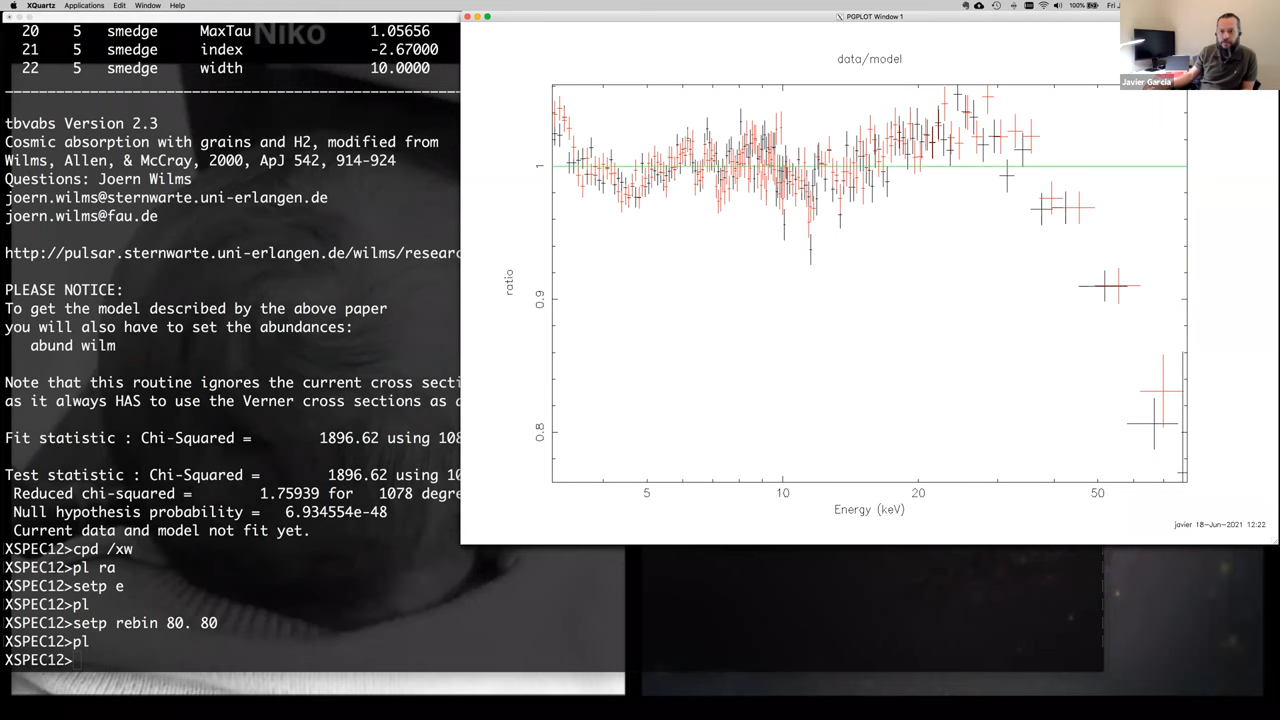 XQuartz Applications Edit Window Help
100% Fri J
Niko
20 5 smedge MaxTau 1.05656
21 5 smedge index -2.67000
22 5 smedge width 10.0000
tbvabs Version 2.3
Cosmic absorption with grains and H2, modified from
Wilms, Allen, & McCray, 2000, ApJ 542, 914-924
Questions: Joern Wilms
joern.wilms@sternwarte.uni-erlangen.de
joern.wilms@fau.de
http://pulsar.sternwarte.uni-erlangen.de/wilms/resear
PLEASE NOTICE:
To get the model described by the above paper
you will also have to set the abundances:
abund wilm
Note that this routine ignores the current cross secti
as it always HAS to use the Verner cross sections as a
Fit statistic : Chi-Squared = 1896.62 using 108
Test statistic : Chi-Squared = 1896.62 using 10
Reduced chi-squared = 1.75939 for 1078 degre
Null hypothesis probability = 6.934554e-48
Current data and model not fit yet.
XSPEC12>cpd /xw
XSPEC12>pl ra
XSPEC12>setp e
XSPEC12>pl
XSPEC12>setp rebin 80. 80
XSPEC12>pl
XSPEC12>
PGPLOT Window 1
data/model
ratio
1
0.9
0.8
5 10 20 50
Energy (keV)
javier 18-Jun-2021 12:22
Javier Garcia